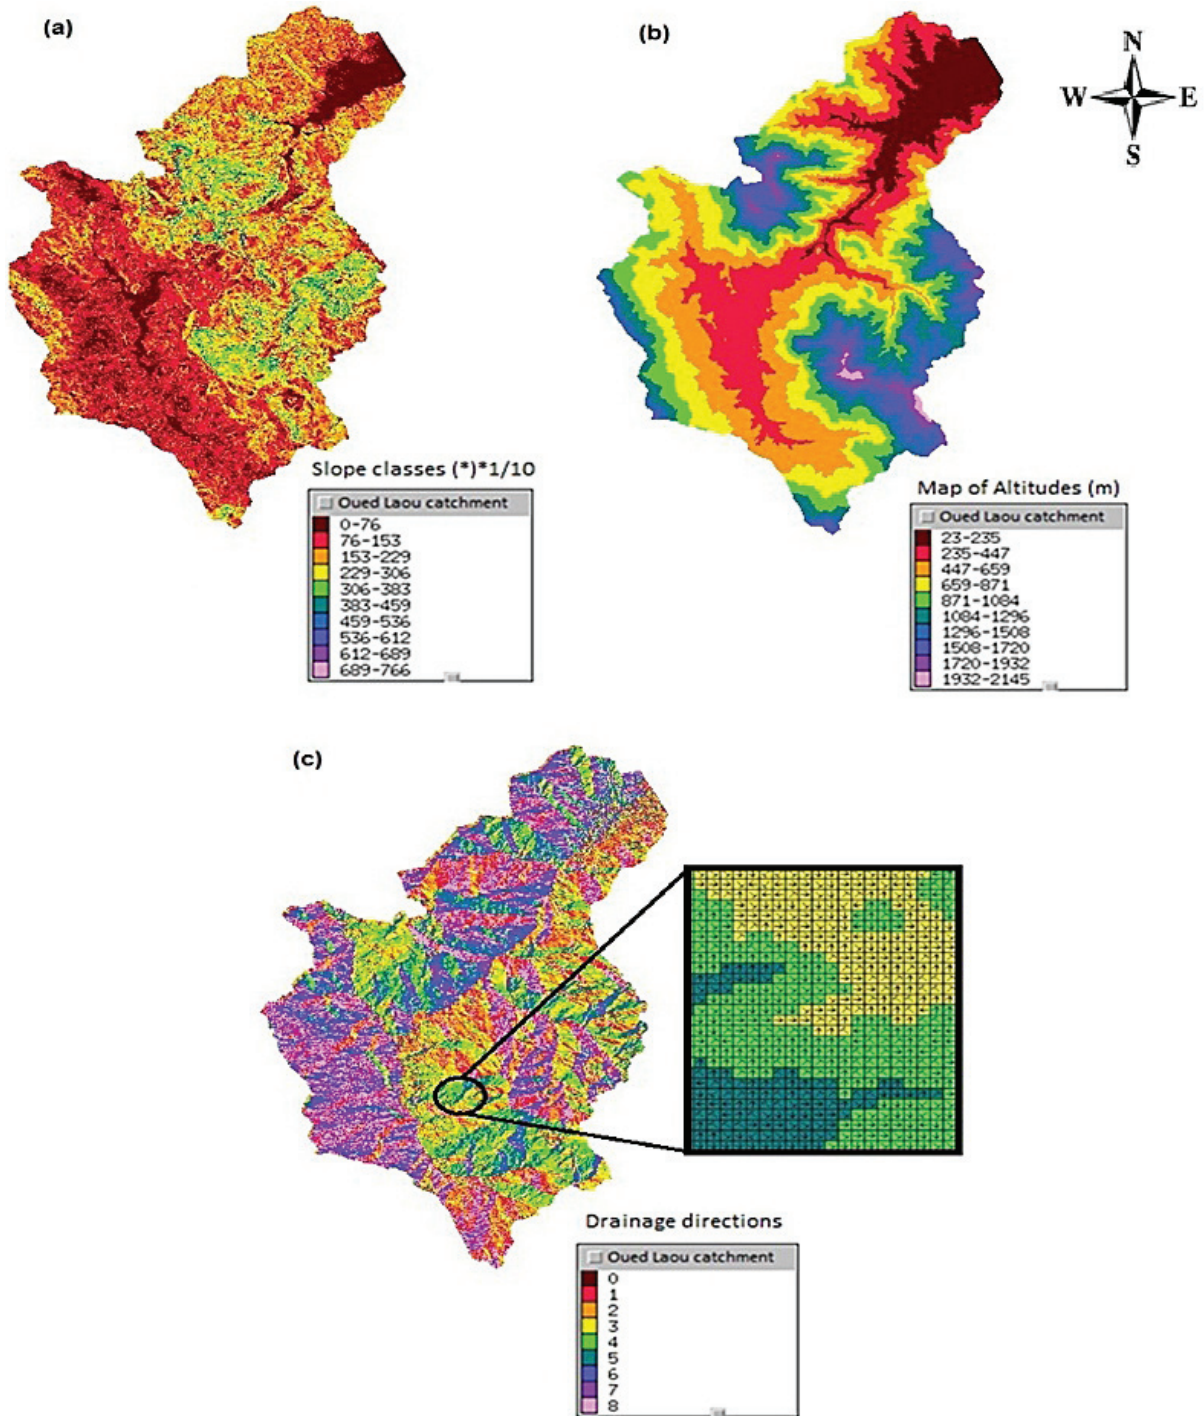 (a)
(b)
N
W E
S
Slope classes (*)*1/10
Oued Laou catchment
0-76
76-153
153-229
229-306
306-383
383-459
459-536
536-612
612-689
689-766
Map of Altitudes (m)
Oued Laou catchment
23-235
235-447
447-659
659-871
871-1084
1084-1296
1296-1508
1508-1720
1720-1932
1932-2145
(c)
Drainage directions
Oued Laou catchment
0
1
2
3
4
5
6
7
8